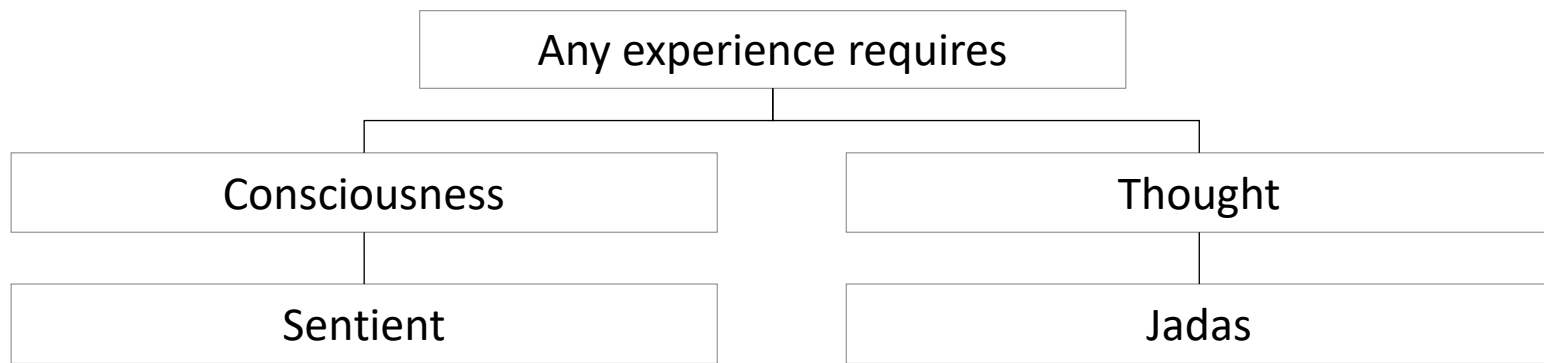 Any experience requires
Consciousness
Thought
Sentient
Jadas